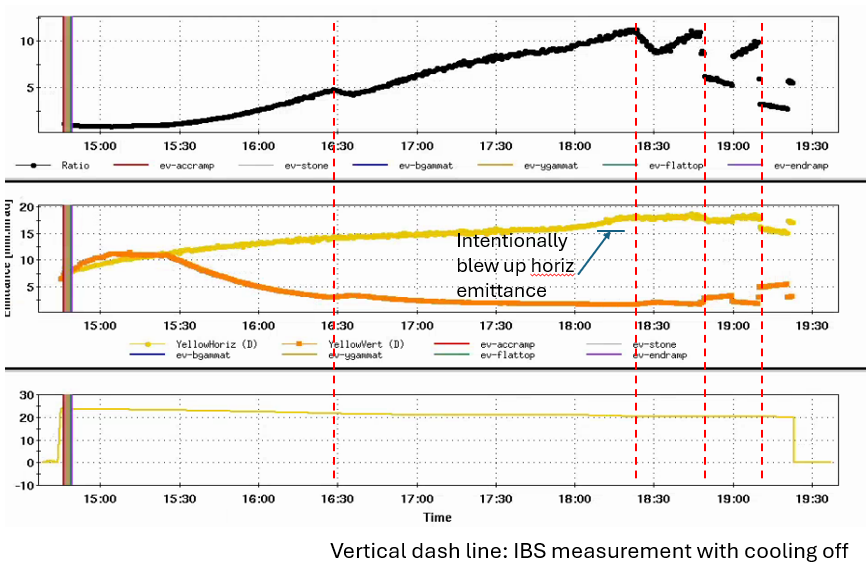 10
5
15:00 15:30 16:00 16:30 17:00 17:30 18:00 18:30 19:00 19:30
Ratio ev-accramp ev-stone ev-bgammat ev-ygammat ev-flattop ev-endramp
20
15
10
5
Intentionally
blew up horiz
emittance
15:00 15:30 16:00 16:30 17:00 17:30 18:00 18:30 19:00 19:30
YellowHoriz (D) YellowVert (D) ev-accramp ev-stone
ev-bgammat ev-ygammat ev-flattop ev-endramp
30
20
10
0
-10
15:00 15:30 16:00 16:30 17:00 17:30 18:00 18:30 19:00 19:30
Time
Vertical dash line: IBS measurement with cooling off